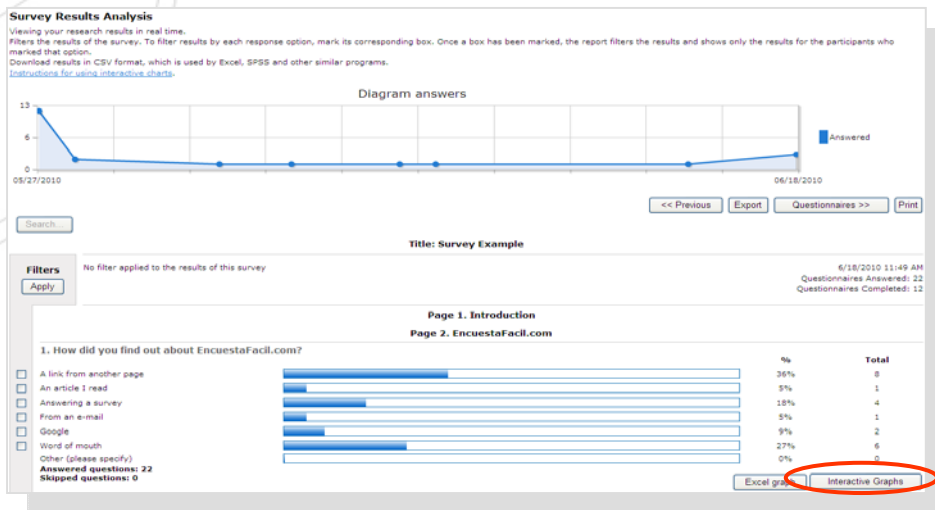 Survey Results Analysis
Viewing your research results in real time.
Filters the results of the survey. To filter results by each response option, mark its corresponding box. Once a box has been marked, the report filters the results and shows only the results for the participants who
marked that option.
Download results in CSV format, which is used by Excel, SPSS and other similar programs.
Instructions for using interactive charts.
Diagram answers
13
6
0
Answered
05/27/2010 06/18/2010
<< Previous Export Questionnaires >> Print
Search...
Title: Survey Example
Filters No filter applied to the results of this survey 6/18/2010 11:49 AM
Apply Questionnaires Answered: 22
Questionnaires Completed: 12
Page 1. Introduction
Page 2. EncuestaFacil.com
1. How did you find out about EncuestaFacil.com?
% Total
A link from another page 36% 8
An article I read 5% 1
Answering a survey 18% 4
From an e-mail 5% 1
Google 9% 2
Word of mouth 27% 6
Other (please specify) 0% 0
Answered questions: 22
Skipped questions: 0
Excel graph Interactive Graphs